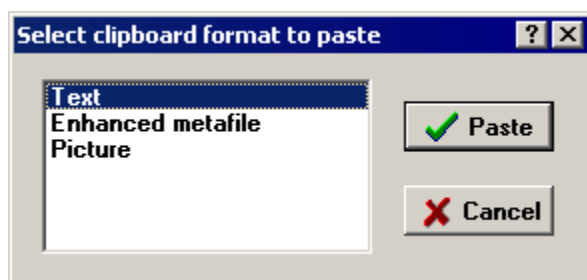 Select clipboard format to paste
?
Text
Enhanced metafile
Picture
Paste
Cancel